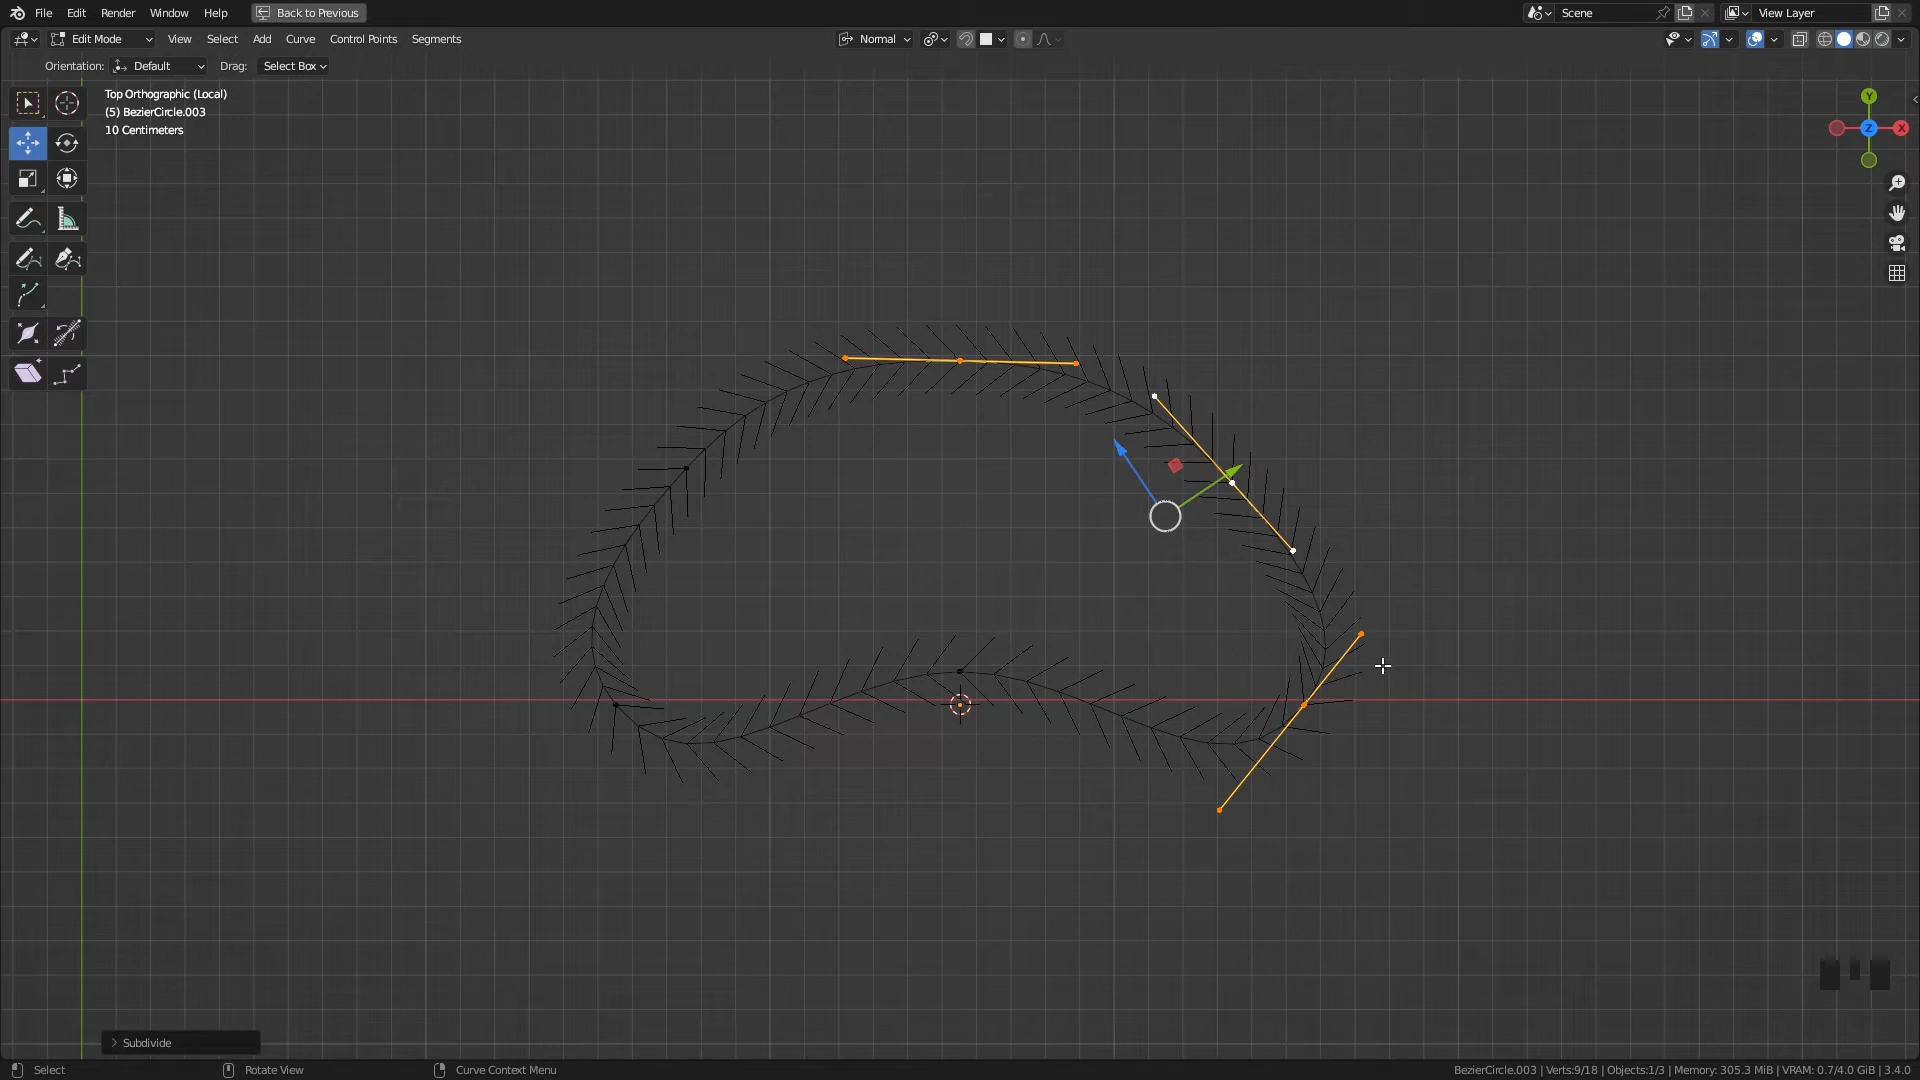 File Edit Render Window Help Back to Previous Scene View Layer
Edit Mode View Select Add Curve Control Points Segments Normal
Orientation: Default Drag: Select Box
Top Orthographic (Local)
(5) BezierCircle.003
10 Centimeters
Y
Z
X
Subdivide
Select Rotate View Curve Context Menu BezierCircle.003 | Verts:9/18 | Objects:1/3 | Memory: 305.3 MiB | VRAM: 0.7/4.0 GiB | 3.4.0